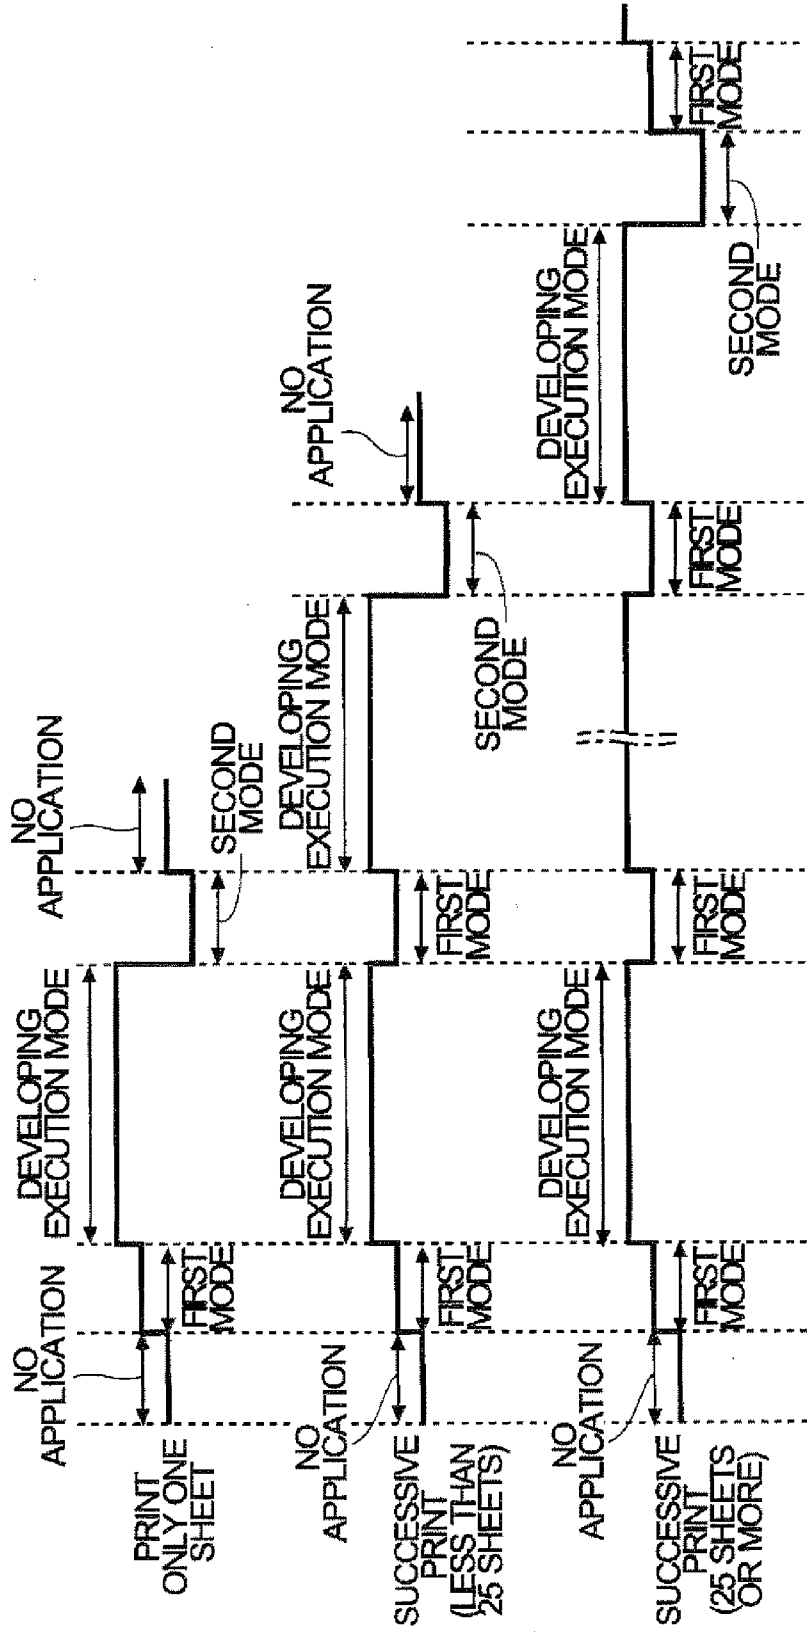 PRINT
ONLY ONE
SHEET
NO
APPLICATION
FIRST
MODE
DEVELOPING
EXECUTION MODE
SECOND
MODE
NO
APPLICATION
SUCCESSIVE
PRINT
(LESS THAN
25 SHEETS)
NO
APPLICATION
FIRST
MODE
DEVELOPING
EXECUTION MODE
FIRST
MODE
DEVELOPING
EXECUTION MODE
SECOND
MODE
NO
APPLICATION
SUCCESSIVE
PRINT
(25 SHEETS
OR MORE)
NO
APPLICATION
FIRST
MODE
DEVELOPING
EXECUTION MODE
FIRST
MODE
FIRST
MODE
DEVELOPING
EXECUTION MODE
SECOND
MODE
FIRST
MODE